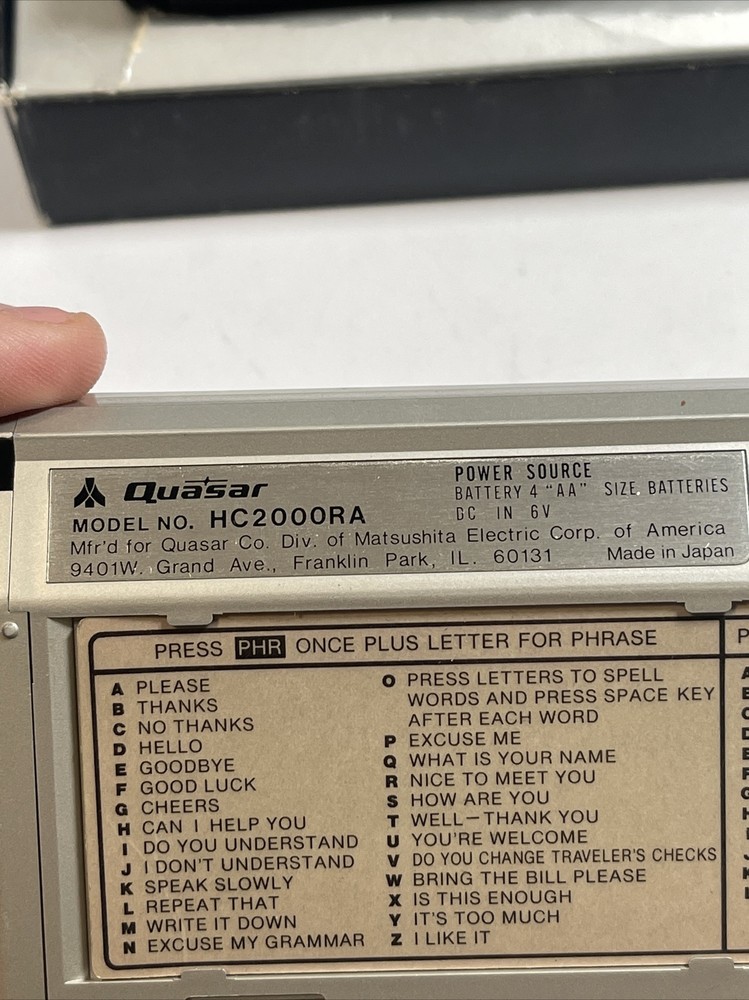 Quasar
MODEL NO. HC2000RA
POWER SOURCE
BATTERY 4 "AA" SIZE BATTERIES
DC IN 6V
Mfr'd for Quasar Co. Div. of Matsushita Electric Corp. of America
9401W. Grand Ave., Franklin Park, IL. 60131 Made in Japan
PRESS PHR ONCE PLUS LETTER FOR PHRASE
A PLEASE
B THANKS
C NO THANKS
D HELLO
E GOODBYE
F GOOD LUCK
G CHEERS
H CAN I HELP YOU
I DO YOU UNDERSTAND
J I DON'T UNDERSTAND
K SPEAK SLOWLY
L REPEAT THAT
M WRITE IT DOWN
N EXCUSE MY GRAMMAR
O PRESS LETTERS TO SPELL
WORDS AND PRESS SPACE KEY
AFTER EACH WORD
P EXCUSE ME
Q WHAT IS YOUR NAME
R NICE TO MEET YOU
S HOW ARE YOU
T WELL—THANK YOU
U YOU'RE WELCOME
V DO YOU CHANGE TRAVELER'S CHECKS
W BRING THE BILL PLEASE
X IS THIS ENOUGH
Y IT'S TOO MUCH
Z I LIKE IT